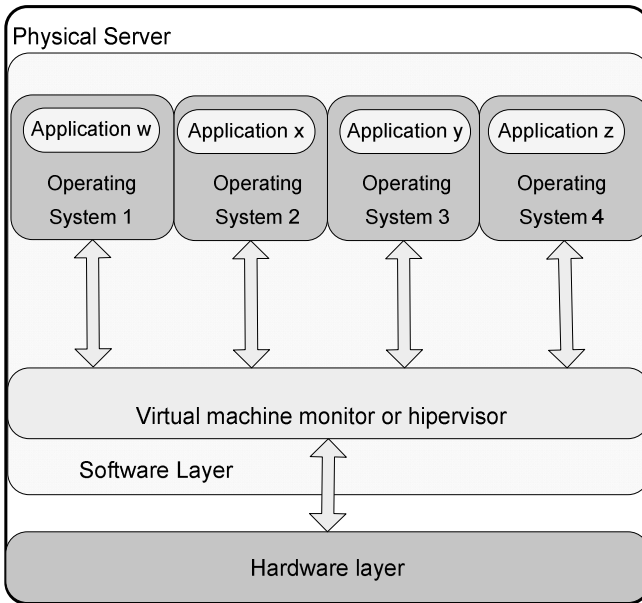 Physical Server
Application w
Application x
Application y
Application z
Operating
System 1
Operating
System 2
Operating
System 3
Operating
System 4
Virtual machine monitor or hipervisor
Software Layer
Hardware layer